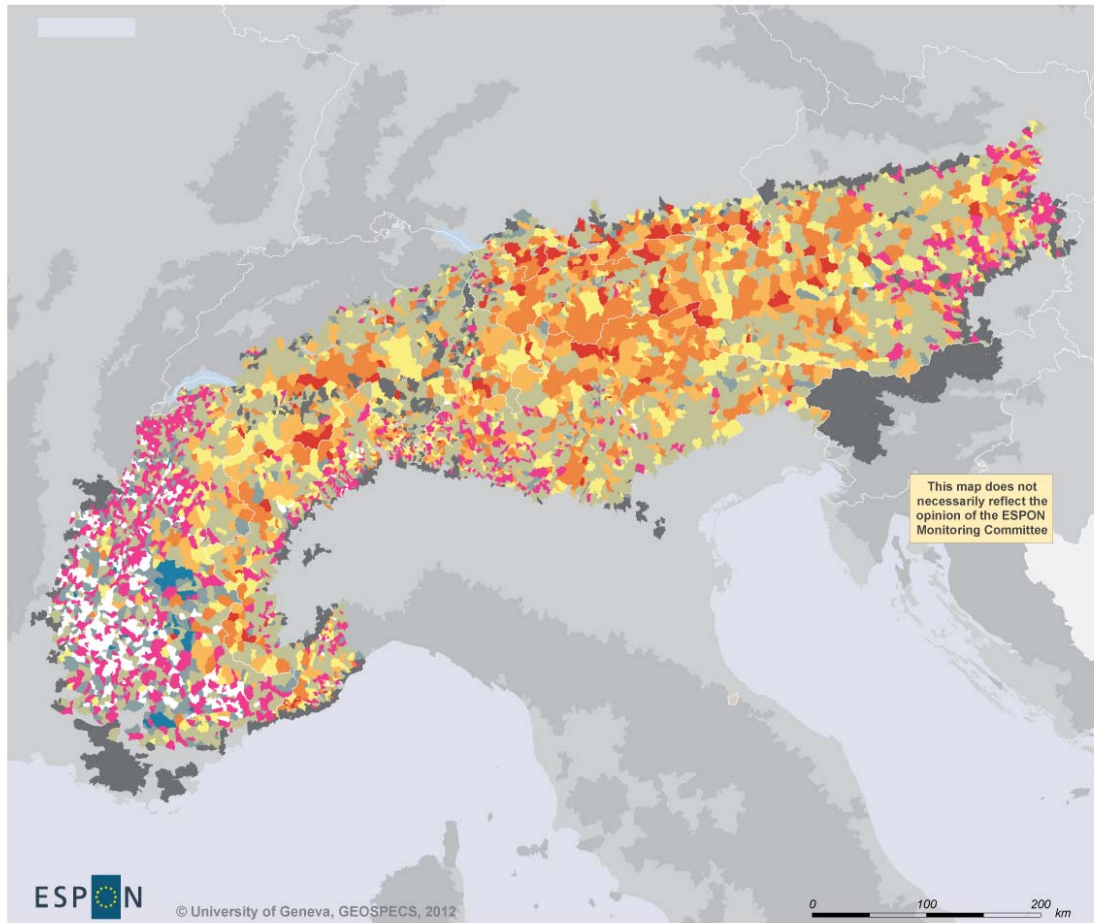 This map does not
necessarily reflect the
opinion of the ESPON
Monitoring Committee
ESPON
© University of Geneva, GEOSPECS, 2012
0 100 200
km